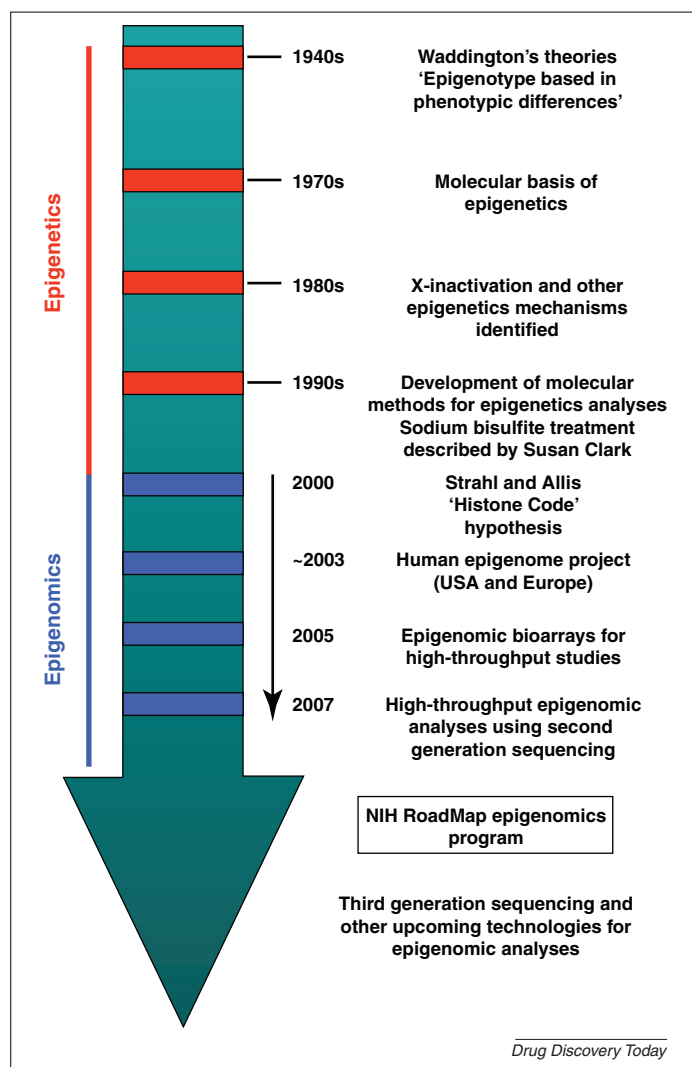 1940s
Waddington's theories
'Epigenotype based in
phenotypic differences'
1970s
Molecular basis of
epigenetics
1980s
X-inactivation and other
epigenetics mechanisms
identified
1990s
Development of molecular
methods for epigenetics analyses
Sodium bisulfite treatment
described by Susan Clark
Epigenetics
2000
Strahl and Allis
'Histone Code'
hypothesis
~2003
Human epigenome project
(USA and Europe)
2005
Epigenomic bioarrays for
high-throughput studies
2007
High-throughput epigenomic
analyses using second
generation sequencing
Epigenomics
NIH RoadMap epigenomics
program
Third generation sequencing and
other upcoming technologies for
epigenomic analyses
Drug Discovery Today